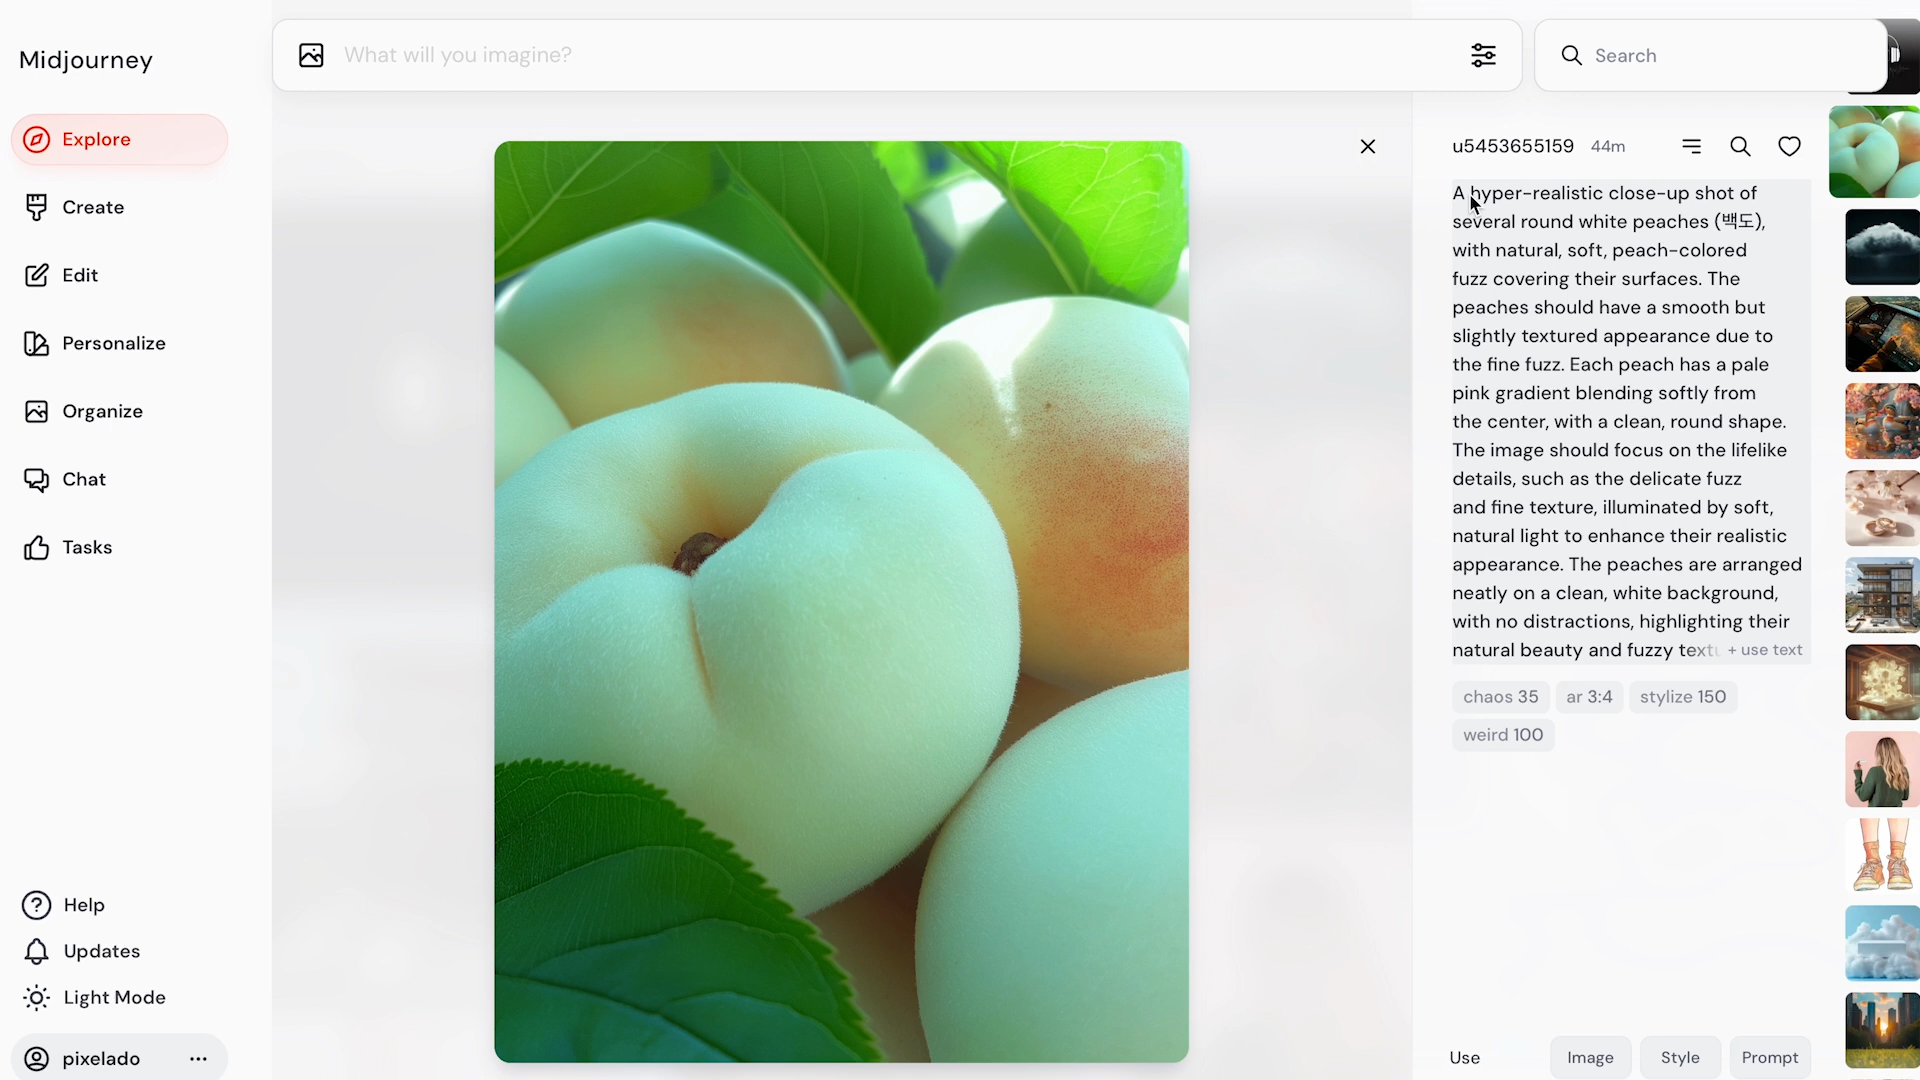 Midjourney
Explore
Create
Edit
Personalize
Organize
Chat
Tasks
Help
Updates
Light Mode
pixelado
What will you imagine?
Search
u5453655159 44m
A hyper-realistic close-up shot of
several round white peaches (백도),
with natural, soft, peach-colored
fuzz covering their surfaces. The
peaches should have a smooth but
slightly textured appearance due to
the fine fuzz. Each peach has a pale
pink gradient blending softly from
the center, with a clean, round shape.
The image should focus on the lifelike
details, such as the delicate fuzz
and fine texture, illuminated by soft,
natural light to enhance their realistic
appearance. The peaches are arranged
neatly on a clean, white background,
with no distractions, highlighting their
natural beauty and fuzzy + use text
chaos 35 ar 3:4 stylize 150
weird 100
Use Image Style Prompt